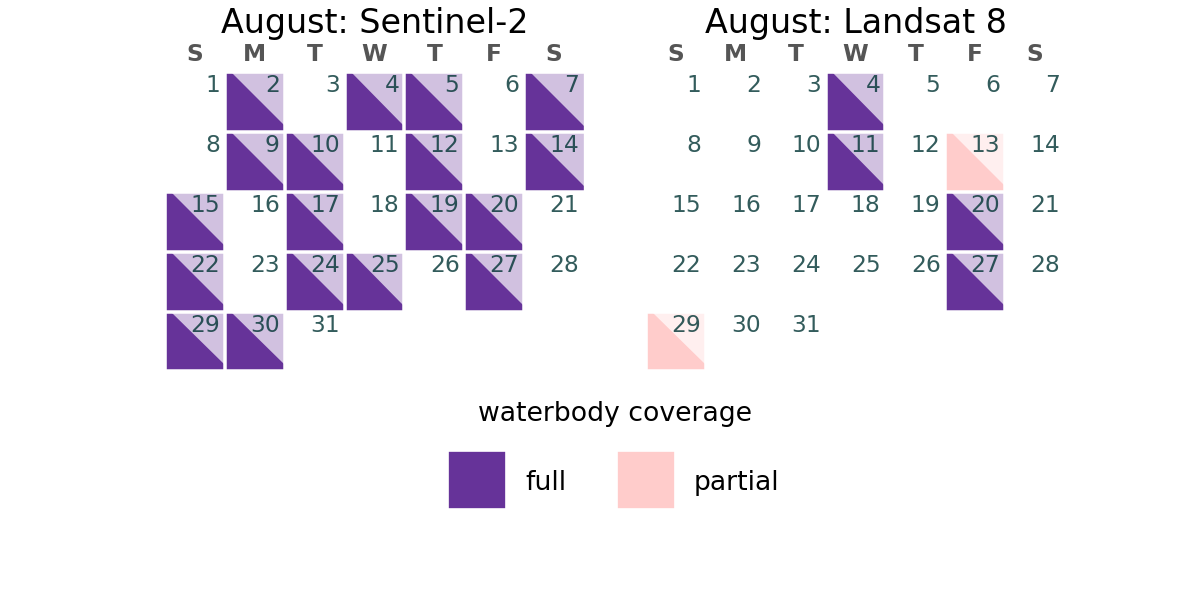 August: Sentinel-2
S M T W T F S
1 2 3 4 5 6 7
8 9 10 11 12 13 14
15 16 17 18 19 20 21
22 23 24 25 26 27 28
29 30 31
August: Landsat 8
S M T W T F S
1 2 3 4 5 6 7
8 9 10 11 12 13 14
15 16 17 18 19 20 21
22 23 24 25 26 27 28
29 30 31
waterbody coverage
full partial